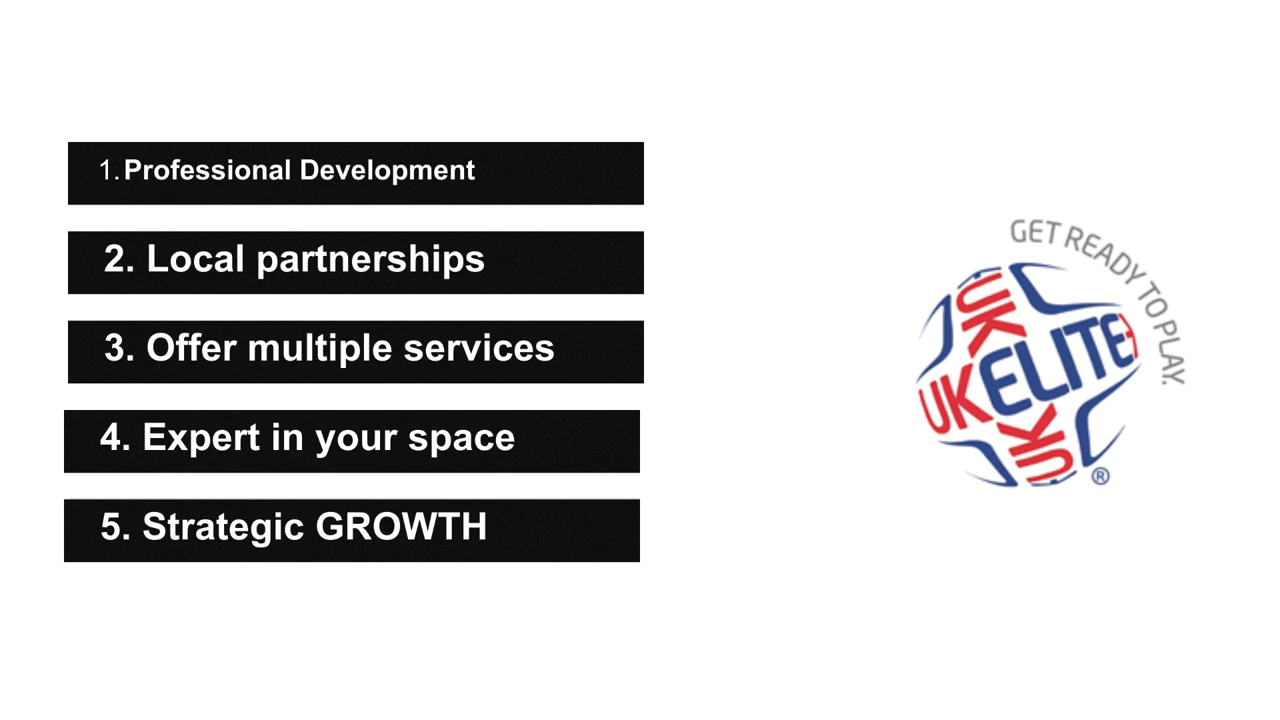 1. Professional Development
2. Local partnerships
3. Offer multiple services
4. Expert in your space
5. Strategic GROWTH
GET READY TO PLAY.
UK
UK ELITE
UK
®